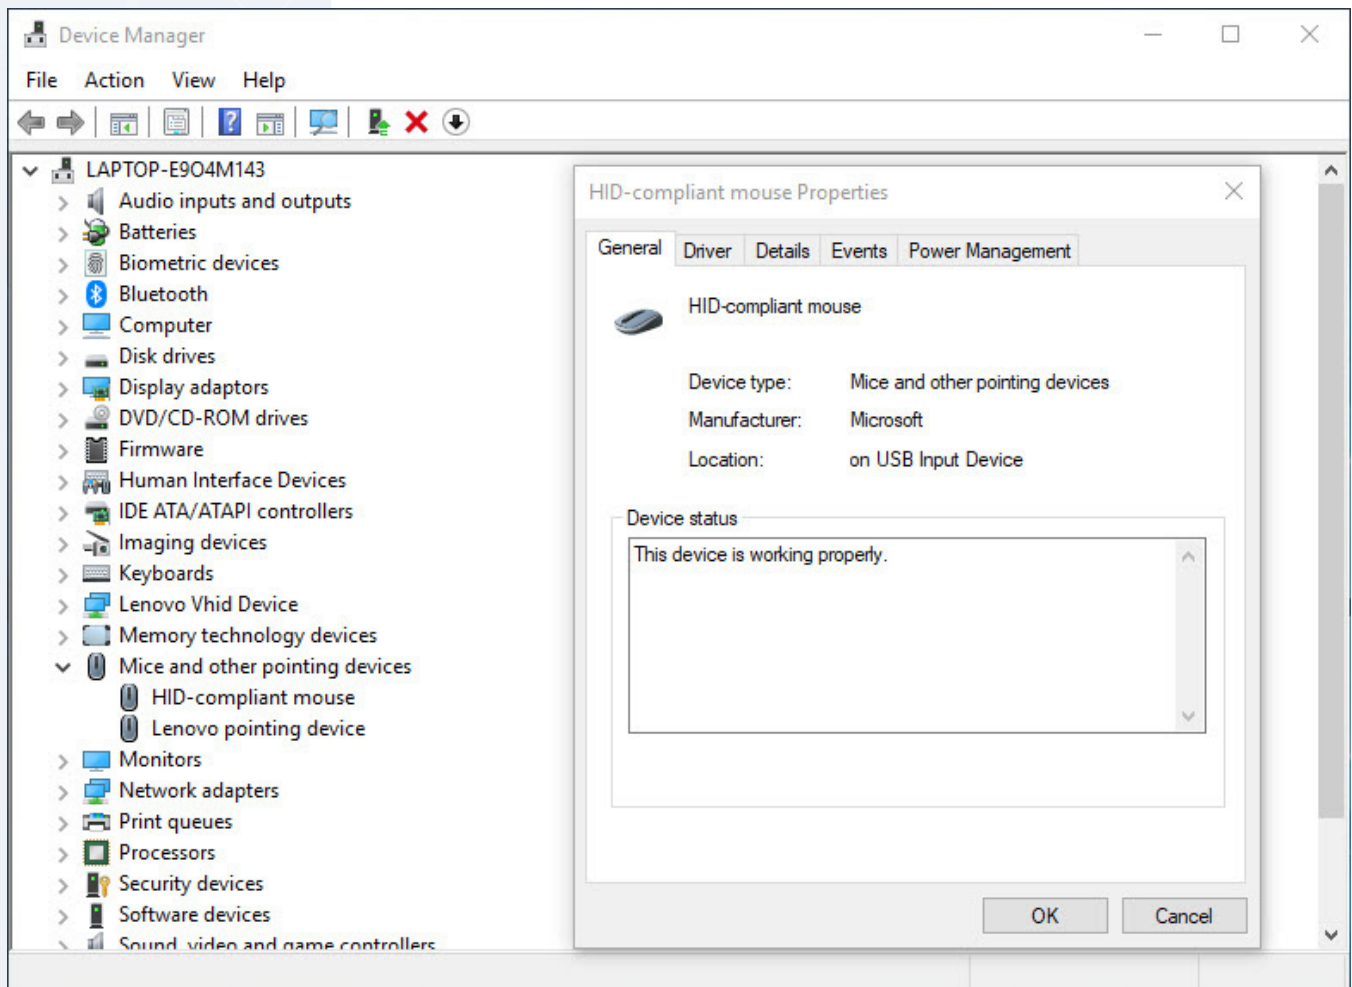 Device Manager
File Action View Help
LAPTOP-E9O4M143
Audio inputs and outputs
Batteries
Biometric devices
Bluetooth
Computer
Disk drives
Display adaptors
DVD/CD-ROM drives
Firmware
Human Interface Devices
IDE ATA/ATAPI controllers
Imaging devices
Keyboards
Lenovo Vhid Device
Memory technology devices
Mice and other pointing devices
HID-compliant mouse
Lenovo pointing device
Monitors
Network adapters
Print queues
Processors
Security devices
Software devices
Sound, video and game controllers
HID-compliant mouse Properties
General Driver Details Events Power Management
HID-compliant mouse
Device type: Mice and other pointing devices
Manufacturer: Microsoft
Location: on USB Input Device
Device status
This device is working properly.
OK Cancel